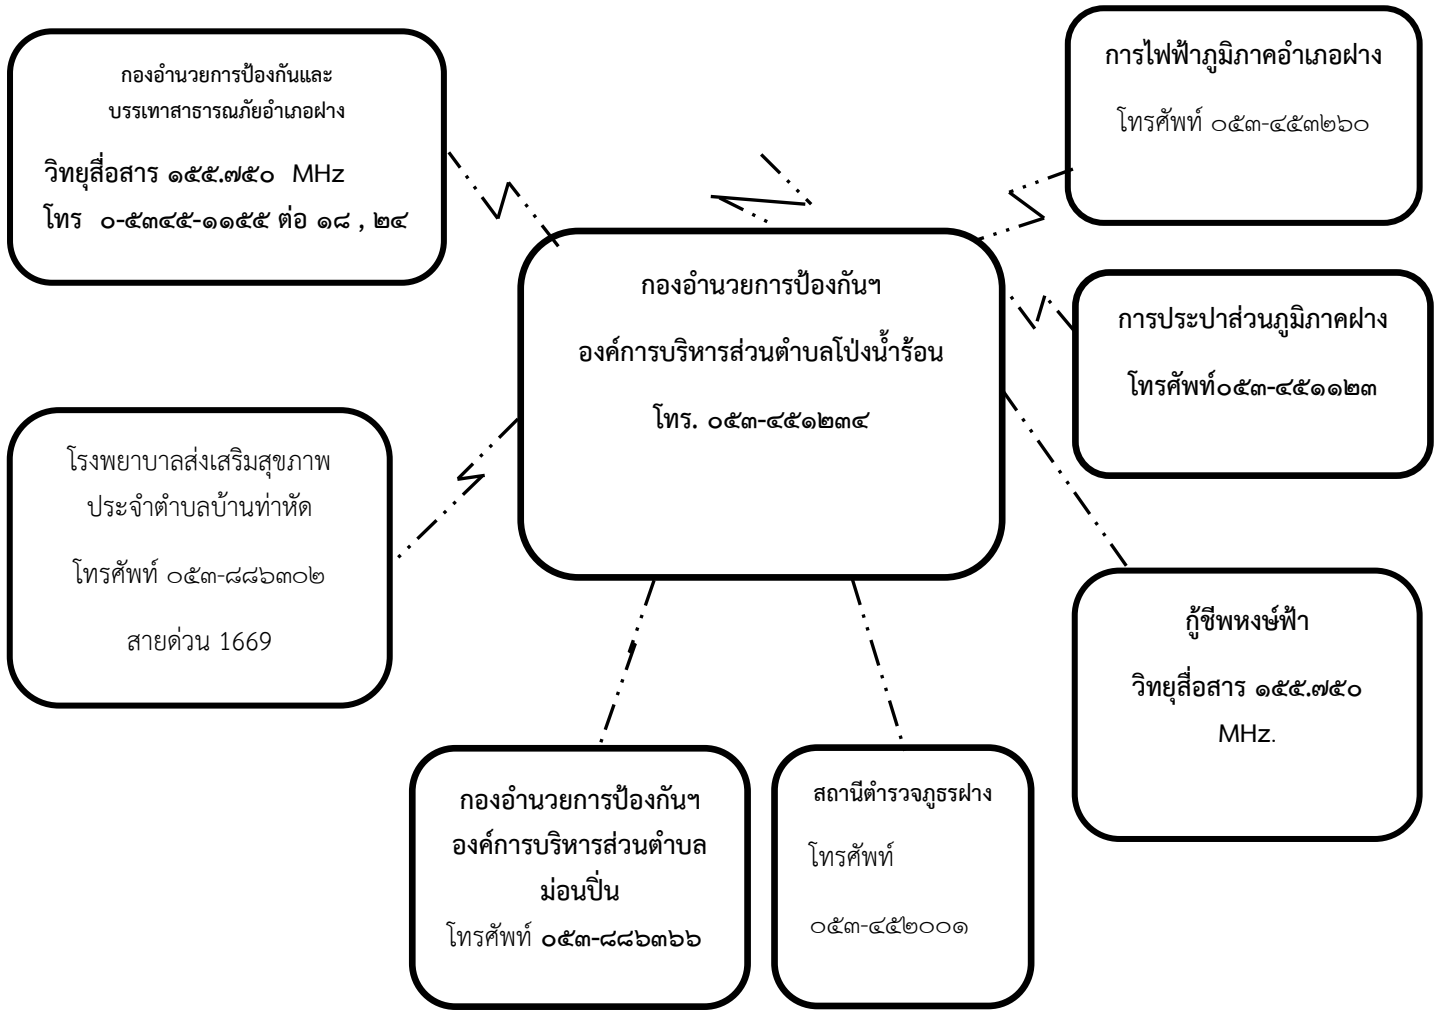 กองอำนวยการป้องกันและ
บรรเทาสาธารณภัยอำเภอฝาง
วิทยุสื่อสาร ๑๕๕.๗๕๐ MHz
โทร ๐-๕๓๔๕-๑๑๕๕ ต่อ ๑๘ , ๒๔
การไฟฟ้าภูมิภาคอำเภอฝาง
โทรศัพท์ ๐๕๓-๔๕๓๒๖๐
กองอำนวยการป้องกันฯ
องค์การบริหารส่วนตำบลโป่งน้ำร้อน
โทร. ๐๕๓-๔๕๑๒๓๔
การประปาส่วนภูมิภาคฝาง
โทรศัพท์๐๕๓-๔๕๑๑๒๓
โรงพยาบาลส่งเสริมสุขภาพ
ประจำตำบลบ้านท่าหัด
โทรศัพท์ ๐๕๓-๘๘๖๓๐๒
สายด่วน 1669
กู้ชีพหงษ์ฟ้า
วิทยุสื่อสาร ๑๕๕.๗๕๐
MHz.
กองอำนวยการป้องกันฯ
องค์การบริหารส่วนตำบล
ม่อนปิ่น
โทรศัพท์ ๐๕๓-๘๘๖๓๖๖
สถานีตำรวจภูธรฝาง
โทรศัพท์
๐๕๓-๔๕๒๐๐๑